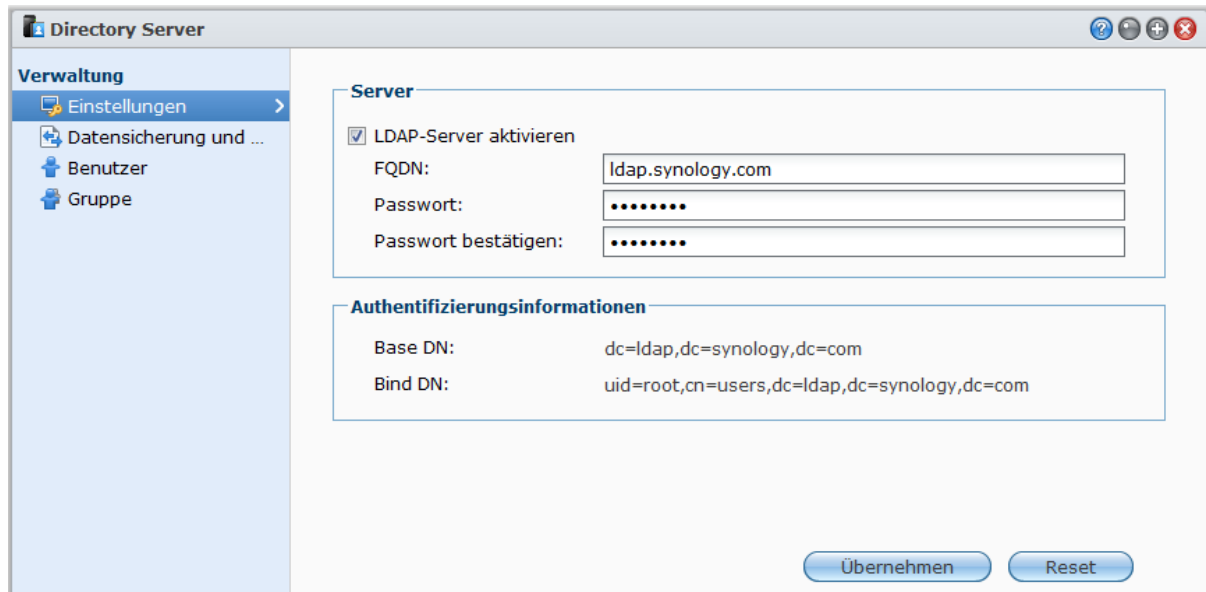 Directory Server
Verwaltung
Einstellungen
Datensicherung und ...
Benutzer
Gruppe
Server
LDAP-Server aktivieren
FQDN: ldap.synology.com
Passwort: ••••••••
Passwort bestätigen: ••••••••
Authentifizierungsinformationen
Base DN: dc=ldap,dc=synology,dc=com
Bind DN: uid=root,cn=users,dc=ldap,dc=synology,dc=com
Übernehmen Reset